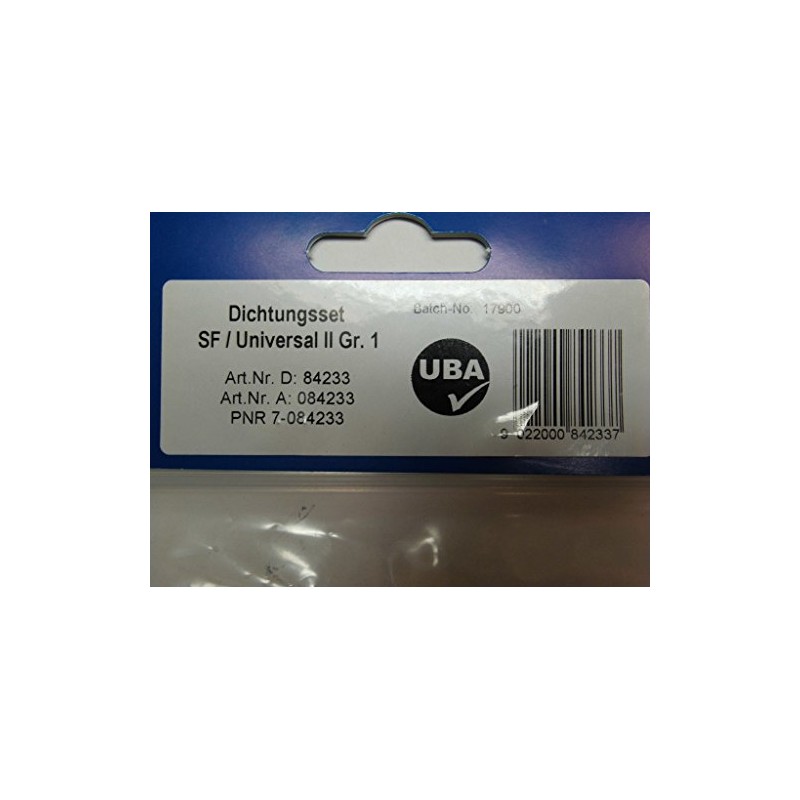 Dichtungsset
SF / Universal II Gr. 1
Art.Nr. D: 84233
Art.Nr. A: 084233
PNR 7-084233
Batch-No. 17900
UBA
9 022000 842337